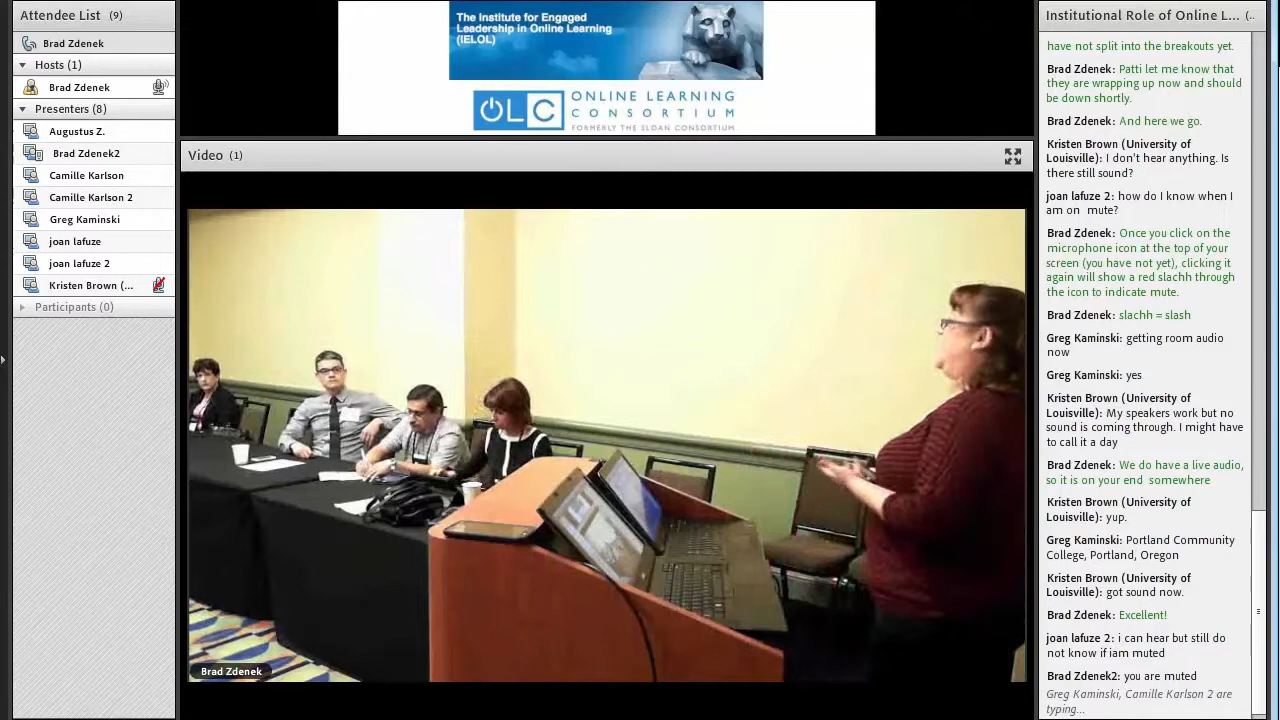 Attendee List (9)
Brad Zdenek
Hosts (1)
Brad Zdenek
Presenters (8)
Augustus Z.
Brad Zdenek2
Camille Karlson
Camille Karlson 2
Greg Kaminski
joan lafuze
joan lafuze 2
Kristen Brown (...
Participants (0)
The Institute for Engaged
Leadership in Online Learning
(IELOL)
OLC
ONLINE LEARNING
CONSORTIUM
FORMERLY THE SLOAN CONSORTIUM
Video (1)
Brad Zdenek
Institutional Role of Online L... (.
have not split into the breakouts yet.
Brad Zdenek: Patti let me know that
they are wrapping up now and should
be down shortly.
Brad Zdenek: And here we go.
Kristen Brown (University of
Louisville): I don't hear anything. Is
there still sound?
joan lafuze 2: how do I know when I
am on mute?
Brad Zdenek: Once you click on the
microphone icon at the top of your
screen (you have not yet), clicking it
again will show a red slachh through
the icon to indicate mute.
Brad Zdenek: slachh = slash
Greg Kaminski: getting room audio
now
Greg Kaminski: yes
Kristen Brown (University of
Louisville): My speakers work but no
sound is coming through. I might have
to call it a day
Brad Zdenek: We do have a live audio,
so it is on your end somewhere
Kristen Brown (University of
Louisville): yup.
Greg Kaminski: Portland Community
College, Portland, Oregon
Kristen Brown (University of
Louisville): got sound now.
Brad Zdenek: Excellent!
joan lafuze 2: i can hear but still do
not know if iam muted
Brad Zdenek2: you are muted
Greg Kaminski, Camille Karlson 2 are
typing...